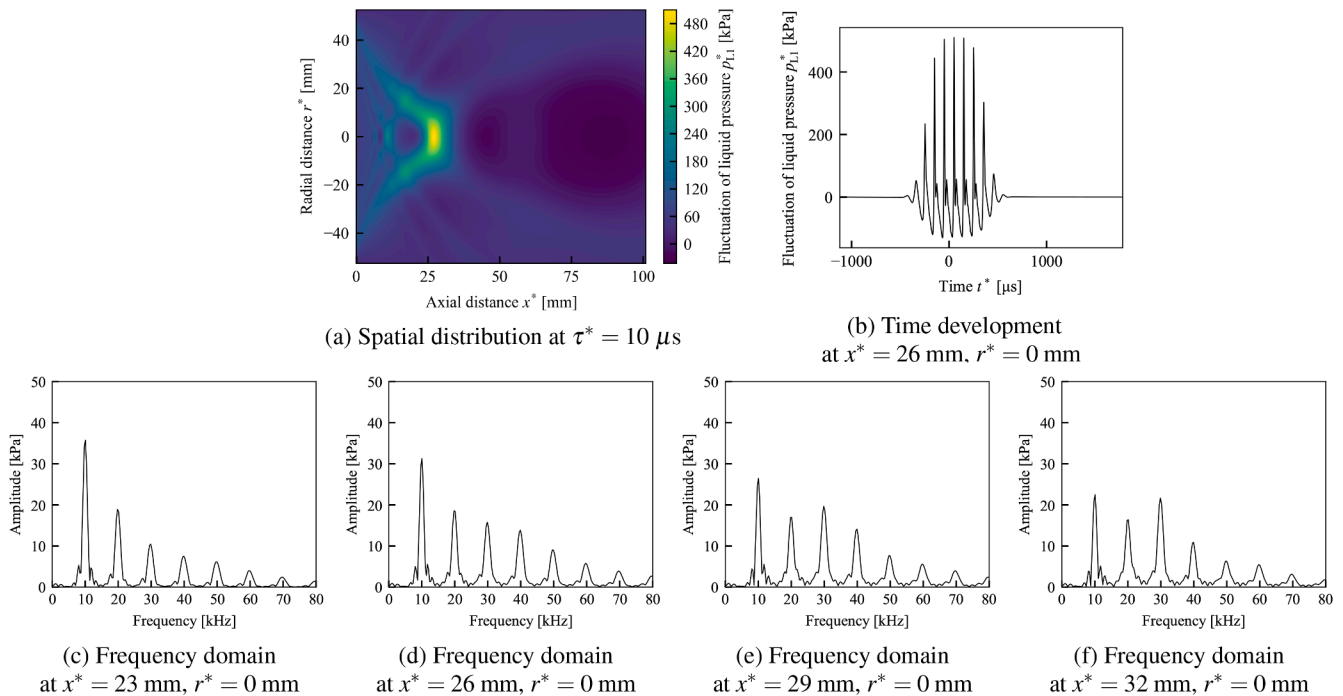 40
20
0
−20
−40
Radial distance r* [mm]
0
25
50
75
100
Axial distance x* [mm]
480
420
360
300
240
180
120
60
0
Fluctuation of liquid pressure p*L1 [kPa]
(a) Spatial distribution at τ* = 10 μs
400
200
0
Fluctuation of liquid pressure p*L1 [kPa]
−1000
0
1000
Time t* [μs]
(b) Time development
at x* = 26 mm, r* = 0 mm
50
40
30
20
10
0
Amplitude [kPa]
0 10 20 30 40 50 60 70 80
Frequency [kHz]
(c) Frequency domain
at x* = 23 mm, r* = 0 mm
50
40
30
20
10
0
Amplitude [kPa]
0 10 20 30 40 50 60 70 80
Frequency [kHz]
(d) Frequency domain
at x* = 26 mm, r* = 0 mm
50
40
30
20
10
0
Amplitude [kPa]
0 10 20 30 40 50 60 70 80
Frequency [kHz]
(e) Frequency domain
at x* = 29 mm, r* = 0 mm
50
40
30
20
10
0
Amplitude [kPa]
0 10 20 30 40 50 60 70 80
Frequency [kHz]
(f) Frequency domain
at x* = 32 mm, r* = 0 mm